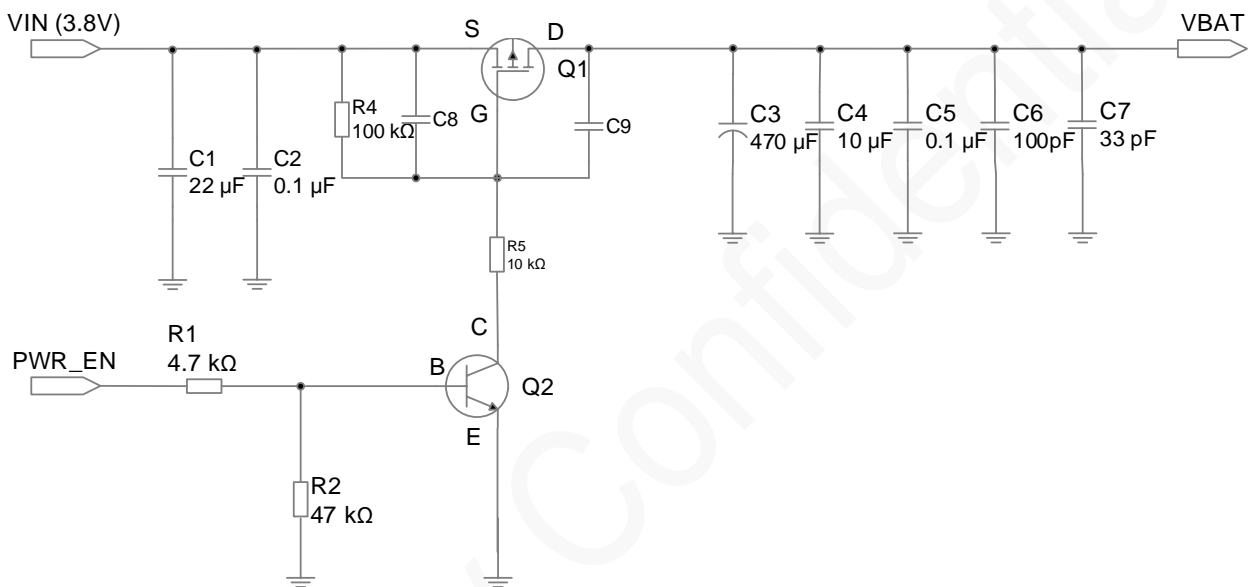 VIN (3.8V)
VBAT
S
D
Q1
G
R4
100 kΩ
C8
C9
C1
22 µF
C2
0.1 µF
C3
470 µF
C4
10 µF
C5
0.1 µF
C6
100pF
C7
33 pF
R5
10 kΩ
R1
4.7 kΩ
PWR_EN
C
B
Q2
E
R2
47 kΩ
Confidential